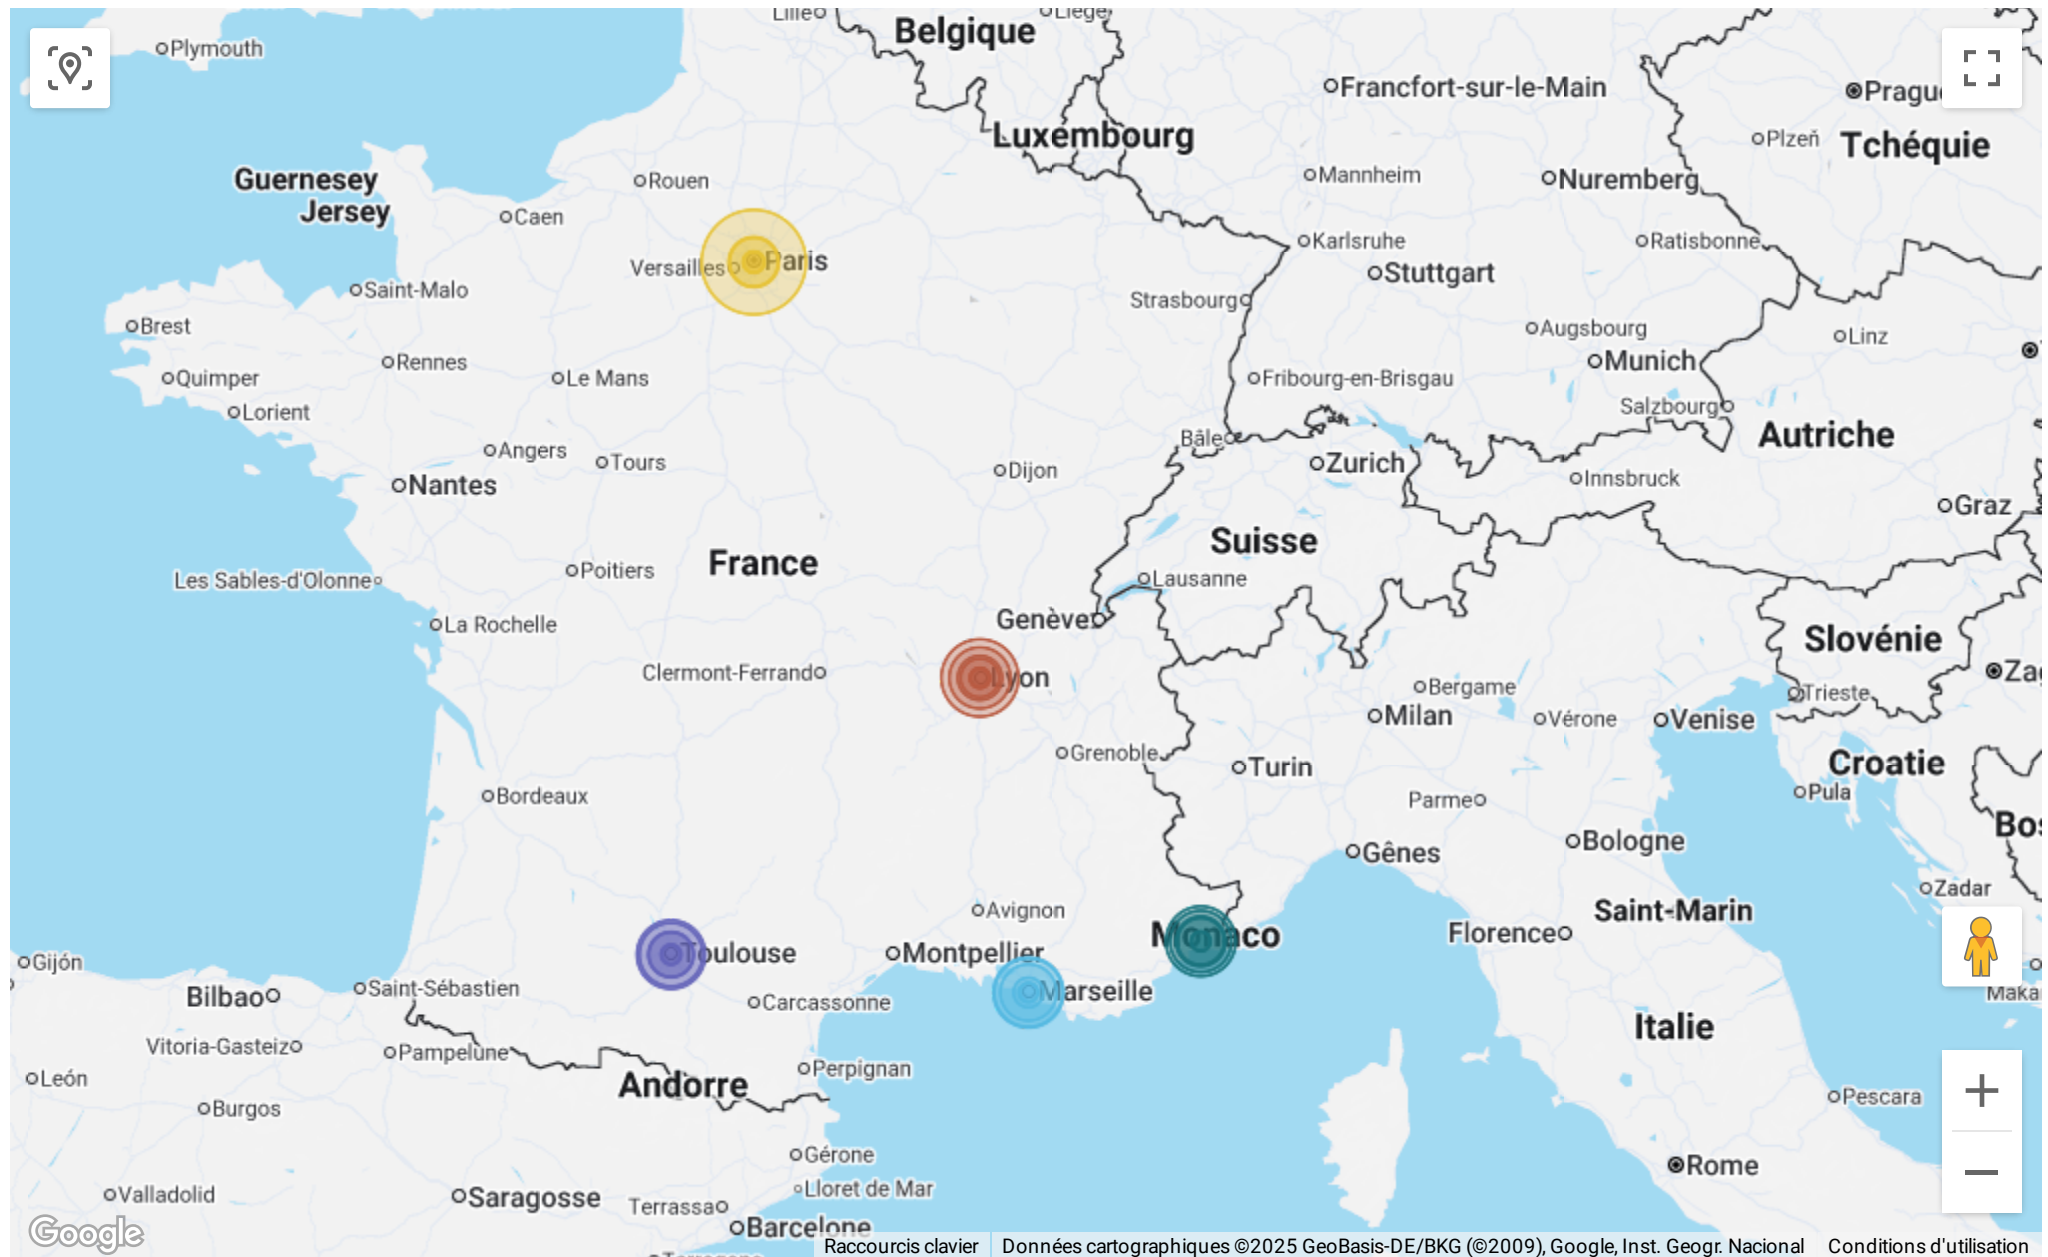 Lille
Liège
Belgique
Plymouth
Francfort-sur-le-Main
Luxembourg
Plzeň
Tchéquie
Mannheim
Nuremberg
Guernesey
Jersey
Rouen
Caen
Karlsruhe
Ratisbonne
Versailles
Paris
Stuttgart
Saint-Malo
Strasbourg
Brest
Augsbourg
Linz
Rennes
Munich
Quimper
Le Mans
Fribourg-en-Brisgau
Lorient
Salzbourg
Autriche
Bâle
Angers
Tours
Dijon
Zurich
Innsbruck
Nantes
Graz
Suisse
France
Poitiers
Les Sables-d'Olonne
Lausanne
Genève
La Rochelle
Slovénie
Clermont-Ferrand
Lyon
Bergame
Trieste
Milan
Vérone
Venise
Grenoble
Turin
Croatie
Pula
Bordeaux
Parme
Bologne
Gênes
Zadar
Avignon
Saint-Marin
Florence
Monaco
Toulouse
Montpellier
Gijón
Saint-Sébastien
Marseille
Bilbao
Carcassonne
Italie
Vitoria-Gasteiz
Pampelune
Perpignan
León
Andorre
Pescara
Burgos
Gérone
Rome
Lloret de Mar
Valladolid
Saragosse
Terrassa
Barcelone
Google
Raccourcis clavier
Données cartographiques ©2025 GeoBasis-DE/BKG (©2009), Google, Inst. Geogr. Nacional
Conditions d'utilisation